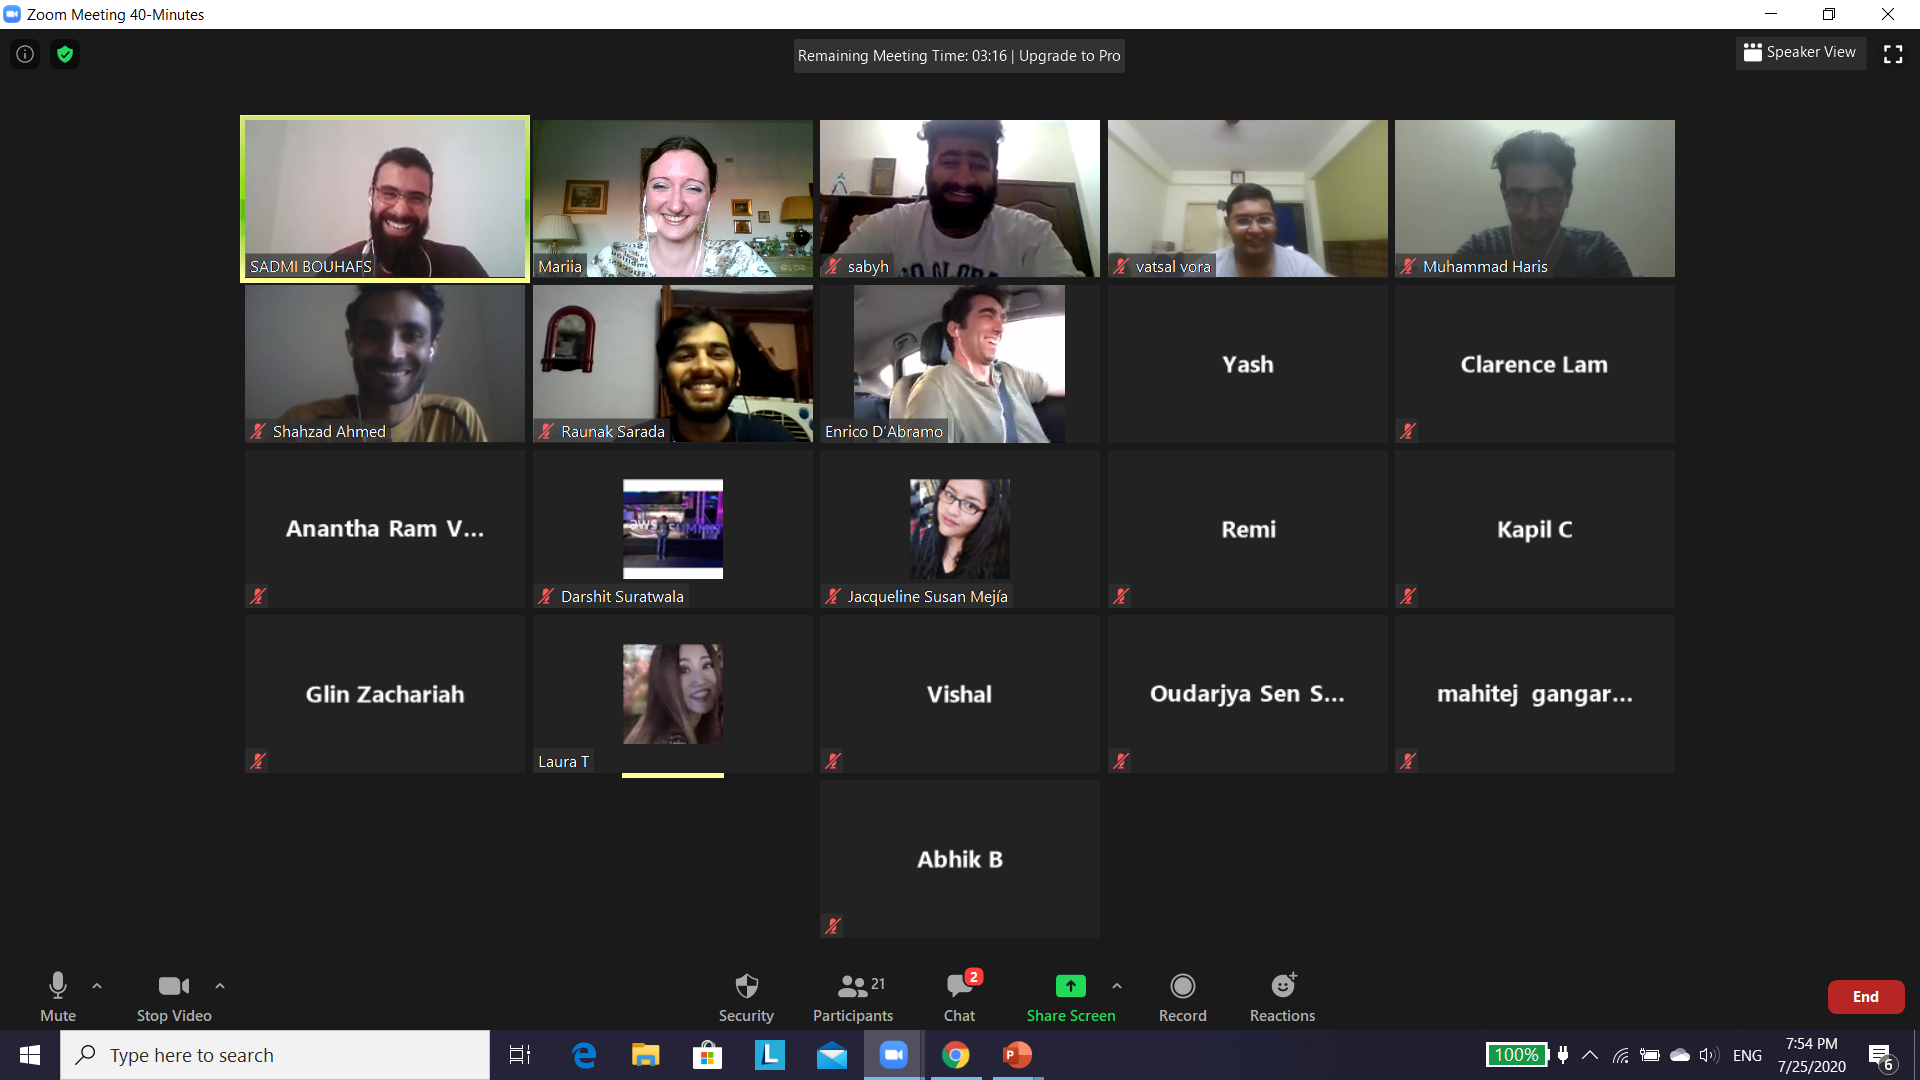 Zoom Meeting 40-Minutes
Remaining Meeting Time: 03:16 | Upgrade to Pro
Speaker View
SADMI BOUHAFS
Mariia
sabyh
vatsal vora
Muhammad Haris
Shahzad Ahmed
Raunak Sarada
Enrico D'Abramo
Yash
Clarence Lam
Anantha Ram V...
aws
SUMMIT
Darshit Suratwala
Jacqueline Susan Mejía
Remi
Kapil C
Glin Zachariah
Laura T
Vishal
Oudarjya Sen S...
mahitej gangar...
Abhik B
Mute
Stop Video
Security
21
Participants
2
Chat
Share Screen
Record
Reactions
End
Type here to search
100%
ENG
7:54 PM
7/25/2020
6